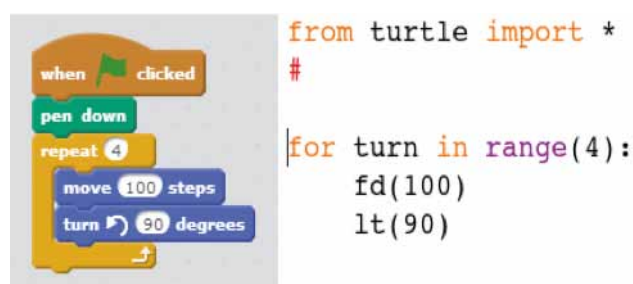 when clicked
pen down
repeat 4
move 100 steps
turn 90 degrees
from turtle import *
#
for turn in range(4):
    fd(100)
    lt(90)